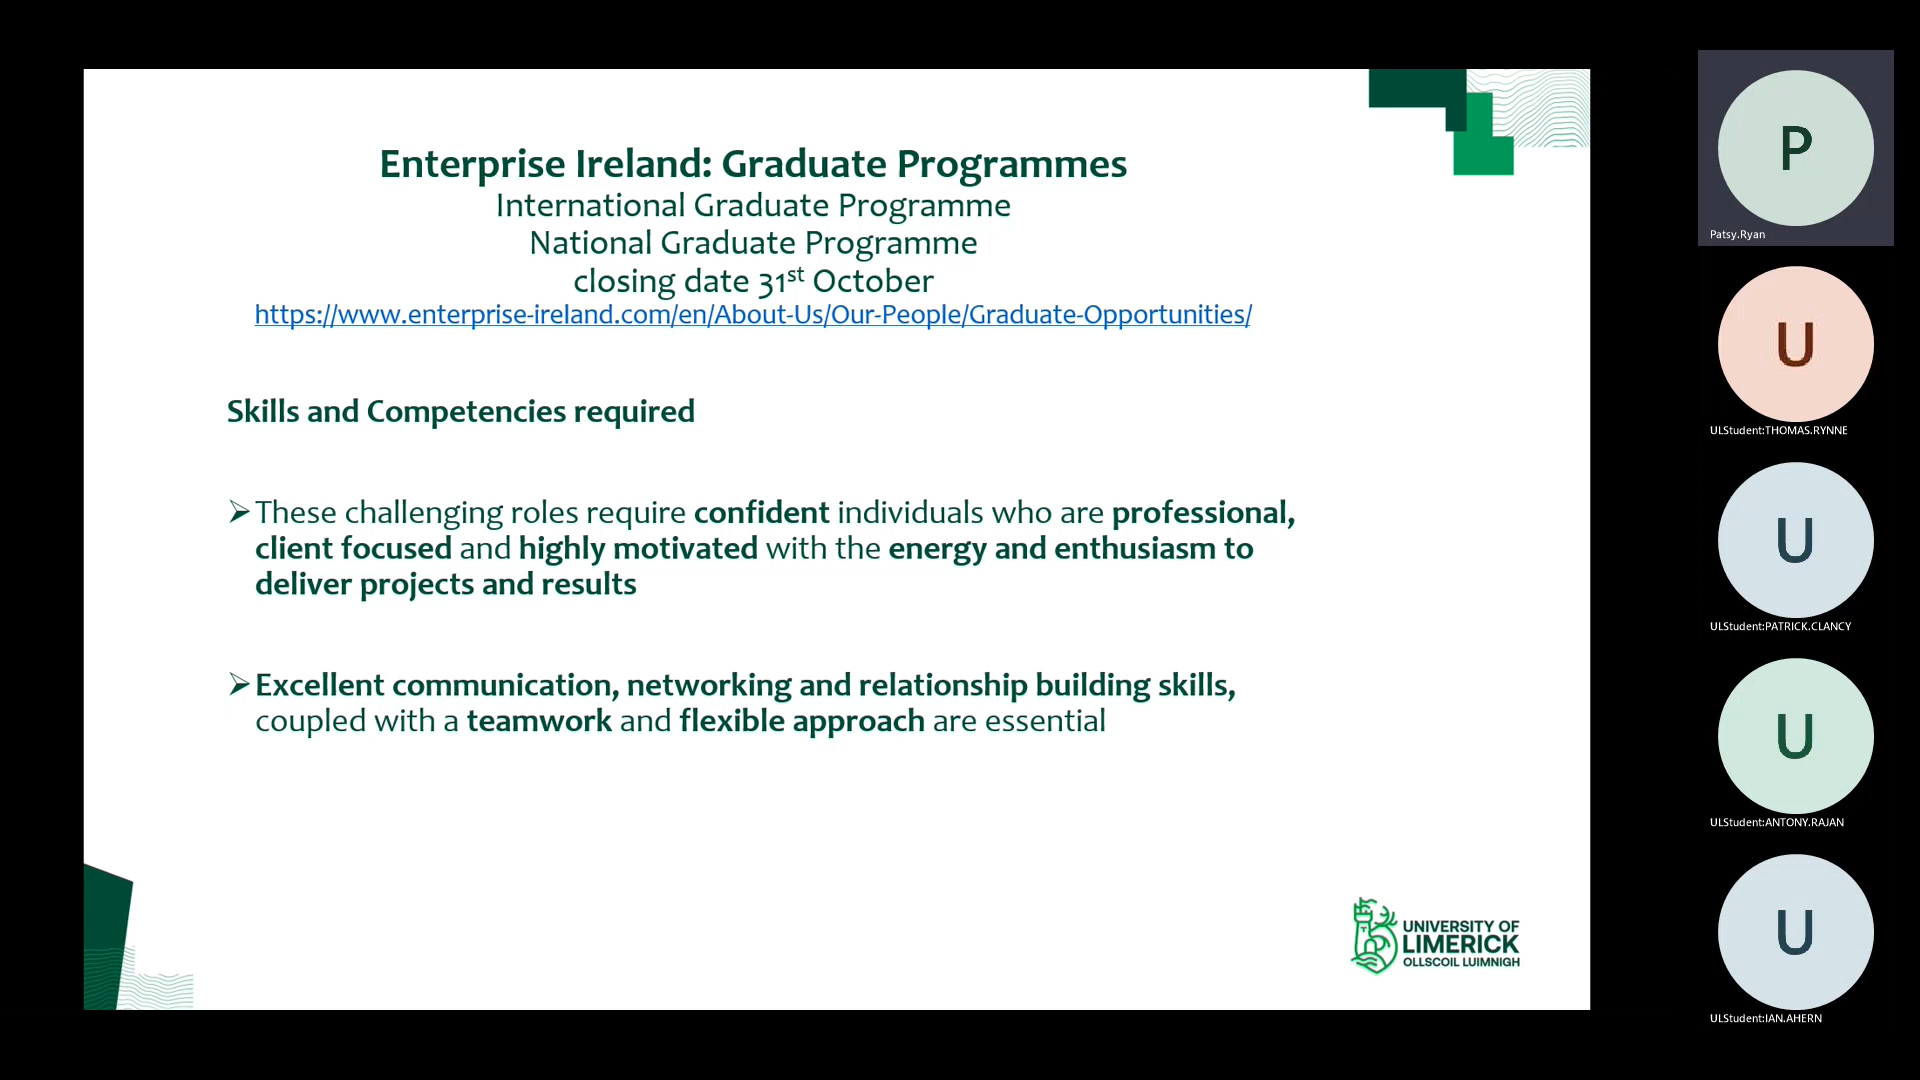 Enterprise Ireland: Graduate Programmes
International Graduate Programme
National Graduate Programme
closing date 31st October
https://www.enterprise-ireland.com/en/About-Us/Our-People/Graduate-Opportunities/
Skills and Competencies required
➢These challenging roles require confident individuals who are professional,
client focused and highly motivated with the energy and enthusiasm to
deliver projects and results
➢Excellent communication, networking and relationship building skills,
coupled with a teamwork and flexible approach are essential
UNIVERSITY OF
LIMERICK
OLLSCOIL LUIMNIGH
P
Patsy.Ryan
U
ULStudent:THOMAS.RYNNE
U
ULStudent:PATRICK.CLANCY
U
ULStudent:ANTONY.RAJAN
U
ULStudent:IAN.AHERN